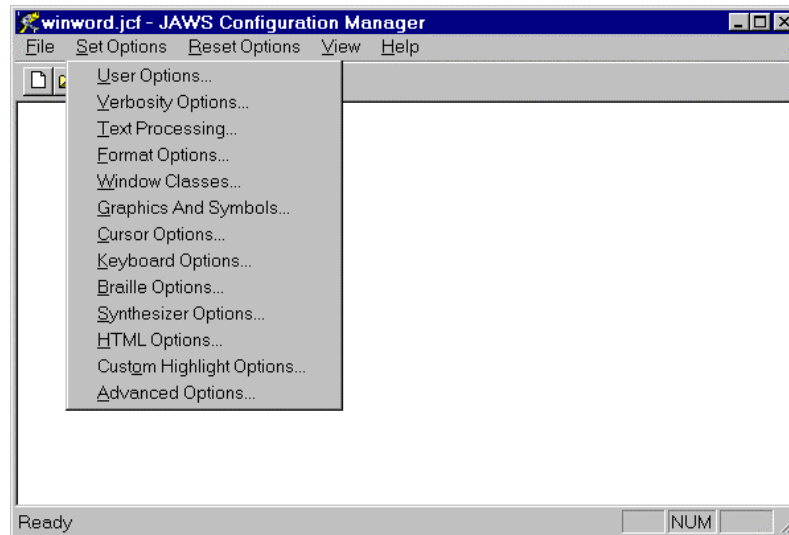 winword.jcf - JAWS Configuration Manager
File Set Options Reset Options View Help
User Options...
Verbosity Options...
Text Processing...
Format Options...
Window Classes...
Graphics And Symbols...
Cursor Options...
Keyboard Options...
Braille Options...
Synthesizer Options...
HTML Options...
Custom Highlight Options...
Advanced Options...
Ready NUM